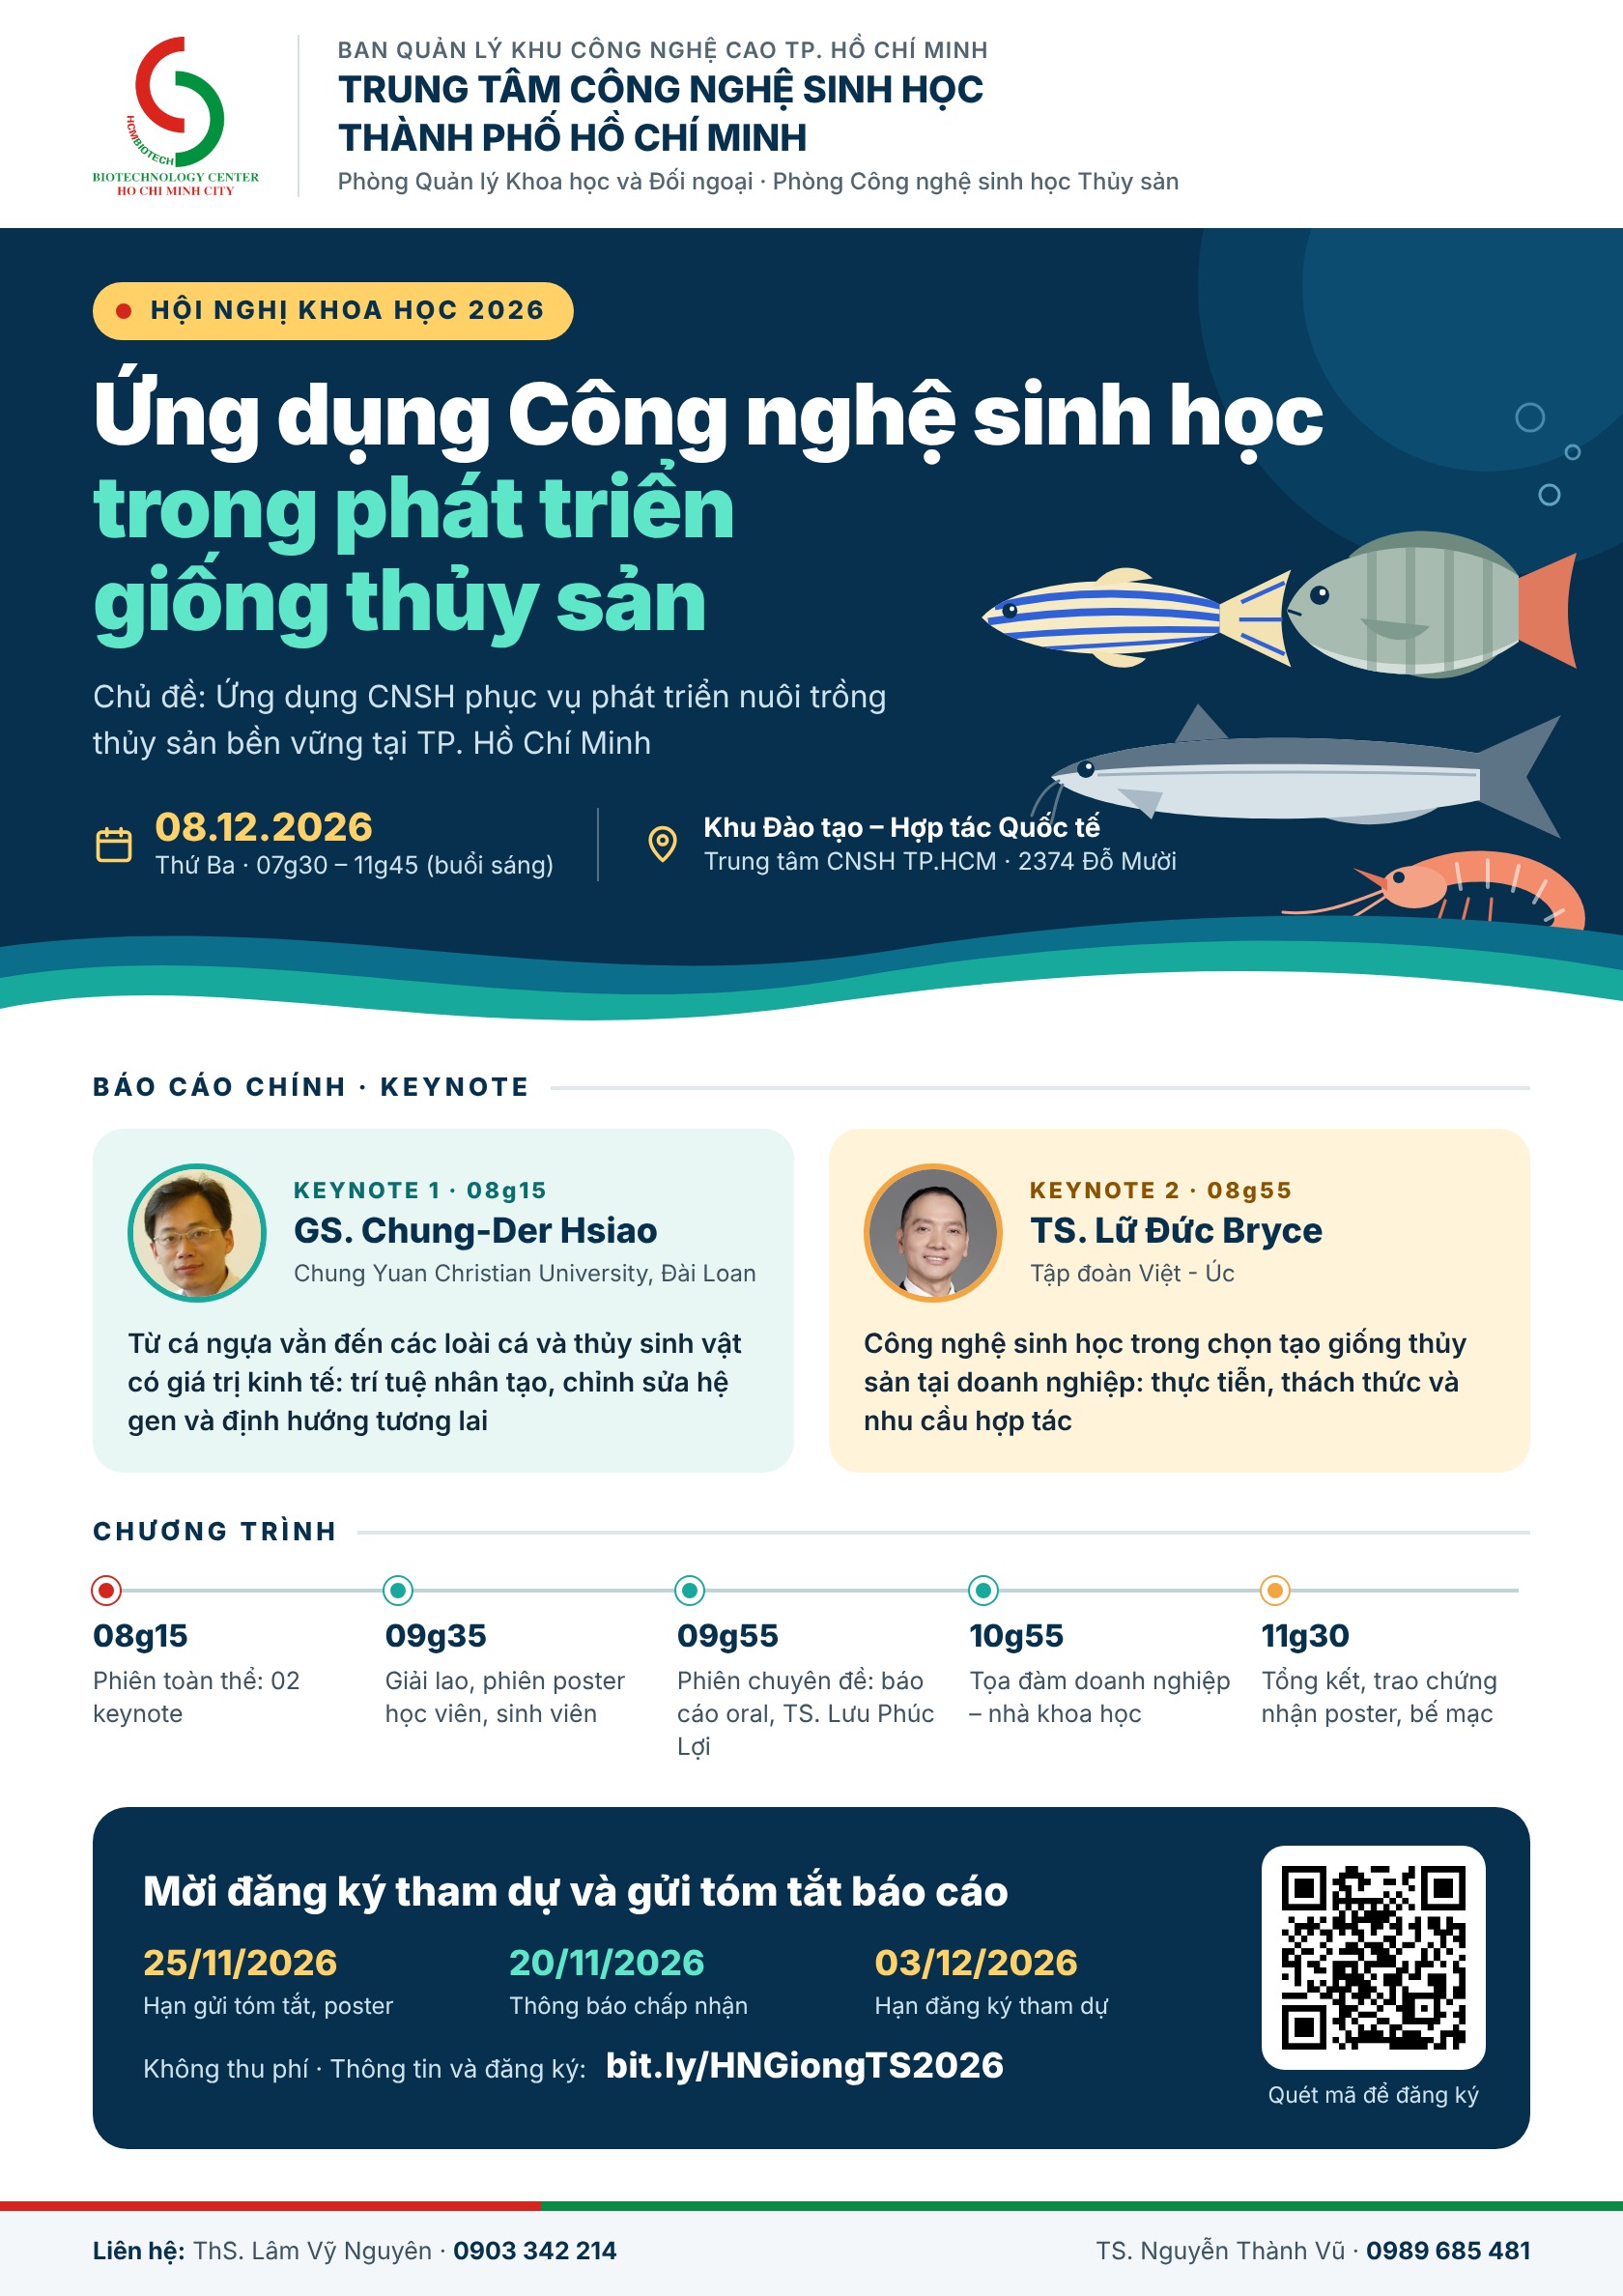 HCMBIOTECH
BIOTECHNOLOGY CENTER
HO CHI MINH CITY
BAN QUẢN LÝ KHU CÔNG NGHỆ CAO TP. HỒ CHÍ MINH
TRUNG TÂM CÔNG NGHỆ SINH HỌC
THÀNH PHỐ HỒ CHÍ MINH
Phòng Quản lý Khoa học và Đối ngoại · Phòng Công nghệ sinh học Thủy sản
HỘI NGHỊ KHOA HỌC 2026
Ứng dụng Công nghệ sinh học
trong phát triển
giống thủy sản
Chủ đề: Ứng dụng CNSH phục vụ phát triển nuôi trồng
thủy sản bền vững tại TP. Hồ Chí Minh
08.12.2026
Thứ Ba · 07g30 – 11g45 (buổi sáng)
Khu Đào tạo – Hợp tác Quốc tế
Trung tâm CNSH TP.HCM · 2374 Đỗ Mười
BÁO CÁO CHÍNH · KEYNOTE
KEYNOTE 1 · 08g15
GS. Chung-Der Hsiao
Chung Yuan Christian University, Đài Loan
Từ cá ngựa vằn đến các loài cá và thủy sinh vật
có giá trị kinh tế: trí tuệ nhân tạo, chỉnh sửa hệ
gen và định hướng tương lai
KEYNOTE 2 · 08g55
TS. Lữ Đức Bryce
Tập đoàn Việt - Úc
Công nghệ sinh học trong chọn tạo giống thủy
sản tại doanh nghiệp: thực tiễn, thách thức và
nhu cầu hợp tác
CHƯƠNG TRÌNH
08g15
Phiên toàn thể: 02
keynote
09g35
Giải lao, phiên poster
học viên, sinh viên
09g55
Phiên chuyên đề: báo
cáo oral, TS. Lưu Phúc
Lợi
10g55
Tọa đàm doanh nghiệp
– nhà khoa học
11g30
Tổng kết, trao chứng
nhận poster, bế mạc
Mời đăng ký tham dự và gửi tóm tắt báo cáo
25/11/2026
Hạn gửi tóm tắt, poster
20/11/2026
Thông báo chấp nhận
03/12/2026
Hạn đăng ký tham dự
Không thu phí · Thông tin và đăng ký: bit.ly/HNGiongTS2026
Quét mã để đăng ký
Liên hệ: ThS. Lâm Vỹ Nguyên · 0903 342 214
TS. Nguyễn Thành Vũ · 0989 685 481